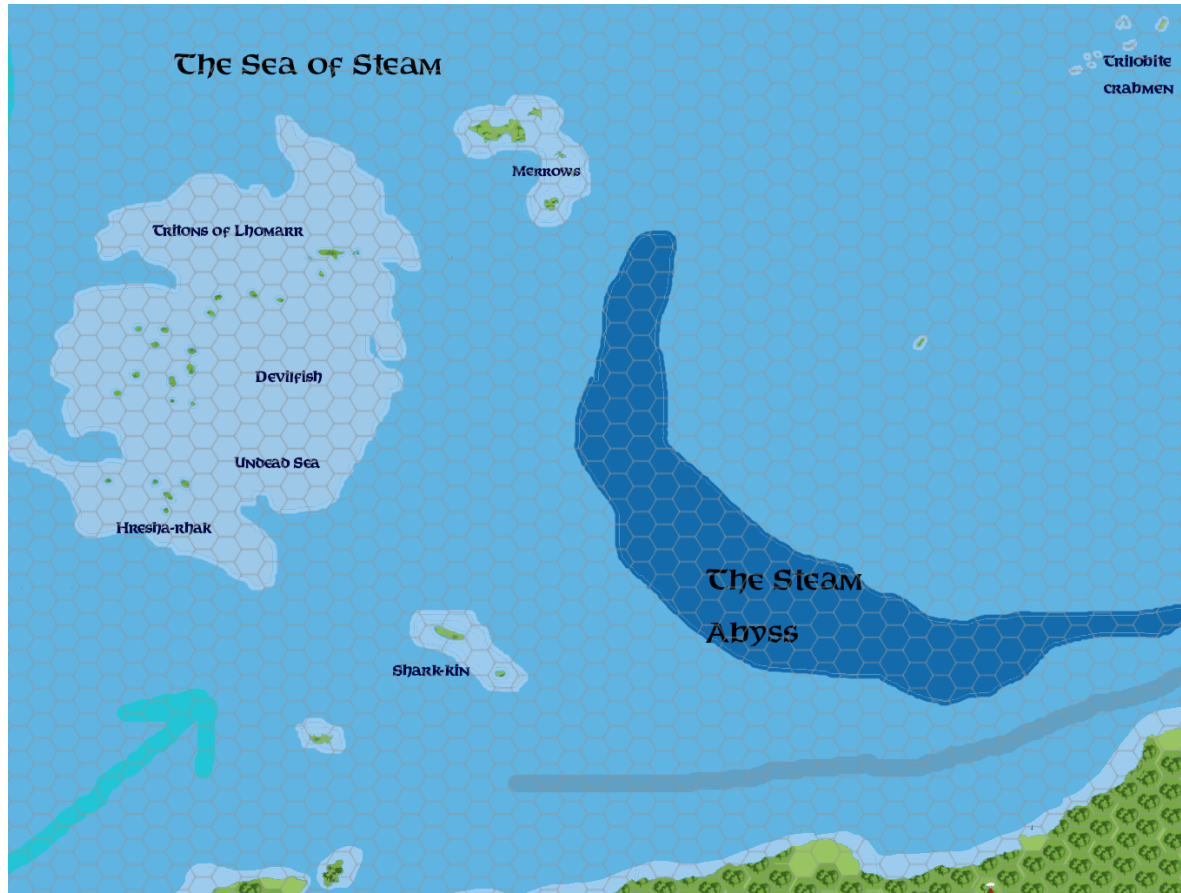 The Sea of Steam
Trilobite
crabmen
Merrows
Tritons of Lhomarr
Devilfish
Undead Sea
Hresha-rhak
The Steam
Abyss
Shark-kin